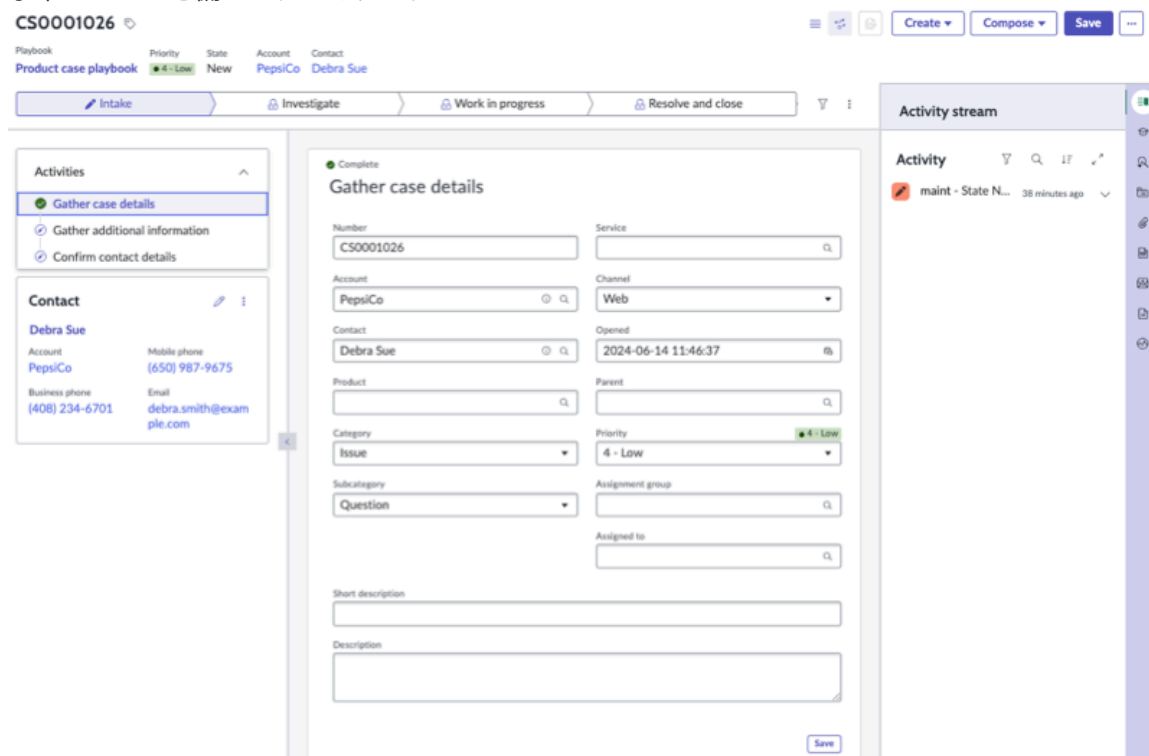 CS0001026
Create
Compose
Save
Playbook Priority State Account Contact
Product case playbook 4 - Low New PepsiCo Debra Sue
Intake
Investigate
Work in progress
Resolve and close
Activities
Gather case details
Gather additional information
Confirm contact details
Contact
Debra Sue
Account Mobile phone
PepsiCo (650) 987-9675
Business phone Email
(408) 234-6701 debra.smith@exam
ple.com
Complete
Gather case details
Number Service
CS0001026
Account Channel
PepsiCo Web
Contact Opened
Debra Sue 2024-06-14 11:46:37
Product Parent
Category Priority 4 - Low
Issue 4 - Low
Subcategory Assignment group
Question
Assigned to
Short description
Description
Save
Activity stream
Activity
maint - State N... 38 minutes ago